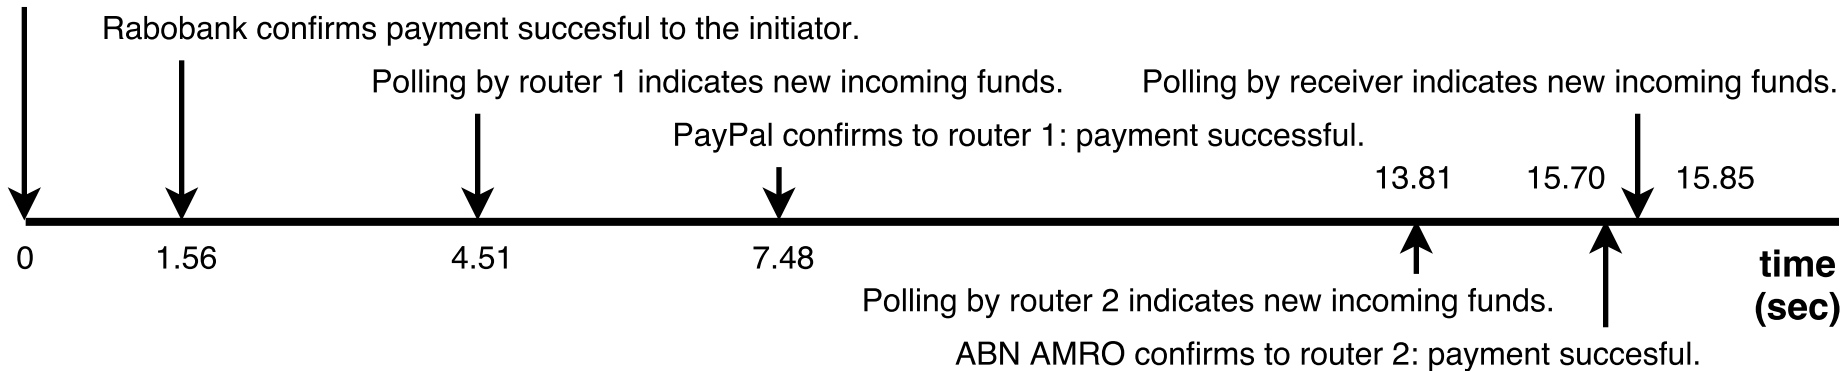 Rabobank confirms payment succesful to the initiator.
Polling by router 1 indicates new incoming funds.
Polling by receiver indicates new incoming funds.
PayPal confirms to router 1: payment successful.
13.81
15.70
15.85
0
1.56
4.51
7.48
time
(sec)
Polling by router 2 indicates new incoming funds.
ABN AMRO confirms to router 2: payment succesful.